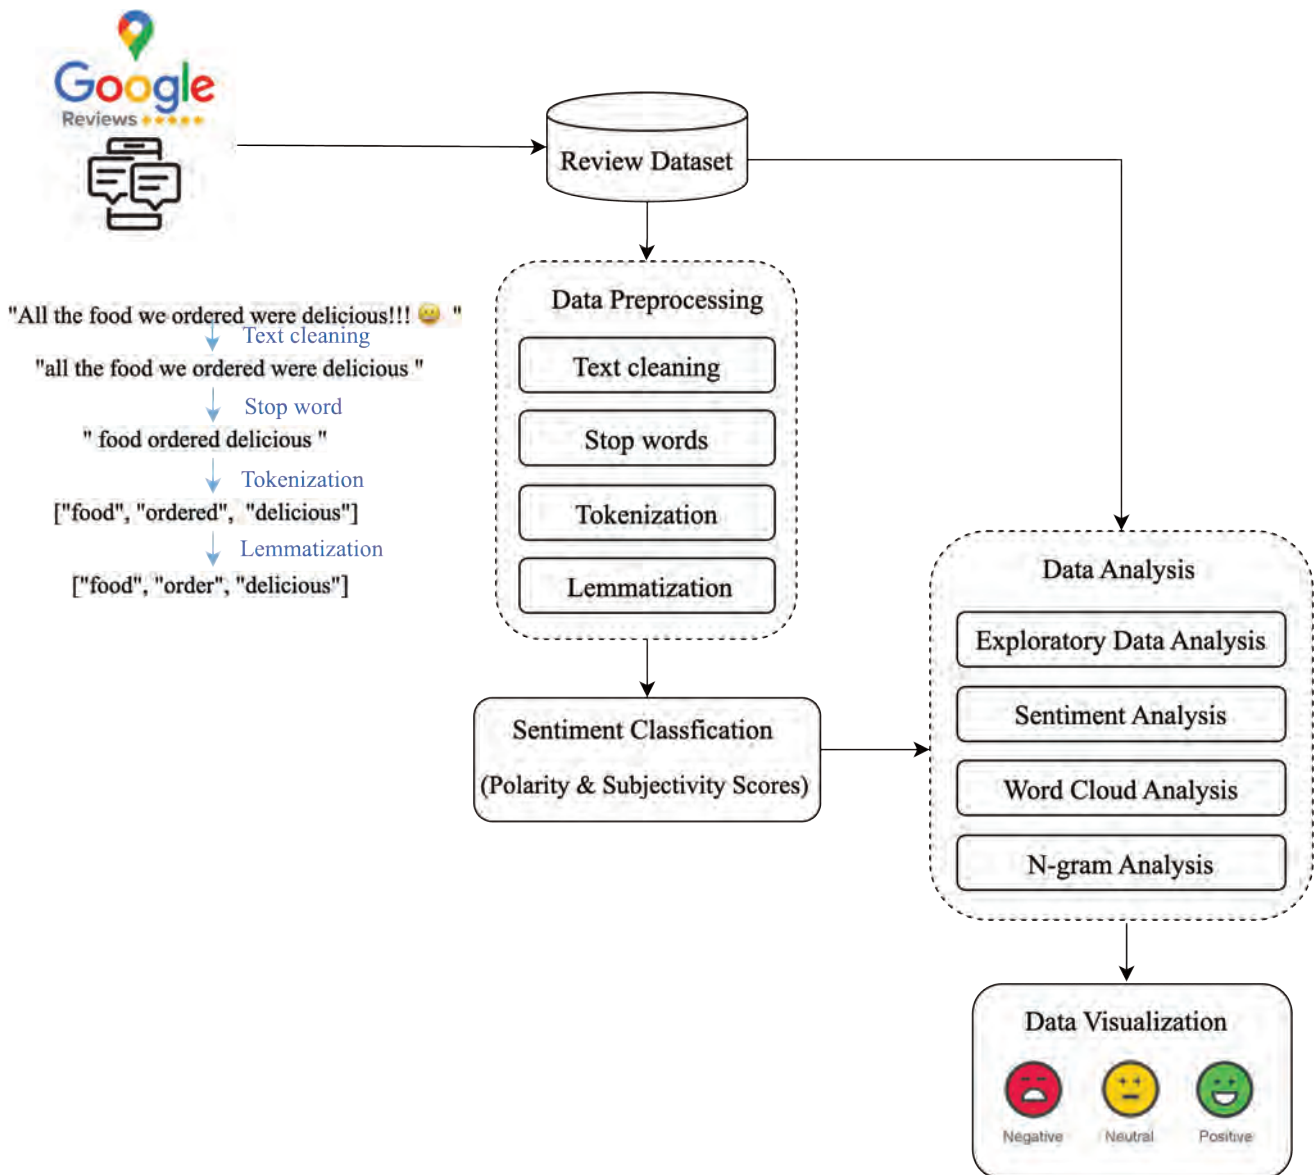 Google
Reviews
"All the food we ordered were delicious!!! 😀 "
Text cleaning
"all the food we ordered were delicious "
Stop word
" food ordered delicious "
Tokenization
["food", "ordered", "delicious"]
Lemmatization
["food", "order", "delicious"]
Review Dataset
Data Preprocessing
Text cleaning
Stop words
Tokenization
Lemmatization
Sentiment Classfication
(Polarity & Subjectivity Scores)
Data Analysis
Exploratory Data Analysis
Sentiment Analysis
Word Cloud Analysis
N-gram Analysis
Data Visualization
Negative
Neutral
Positive